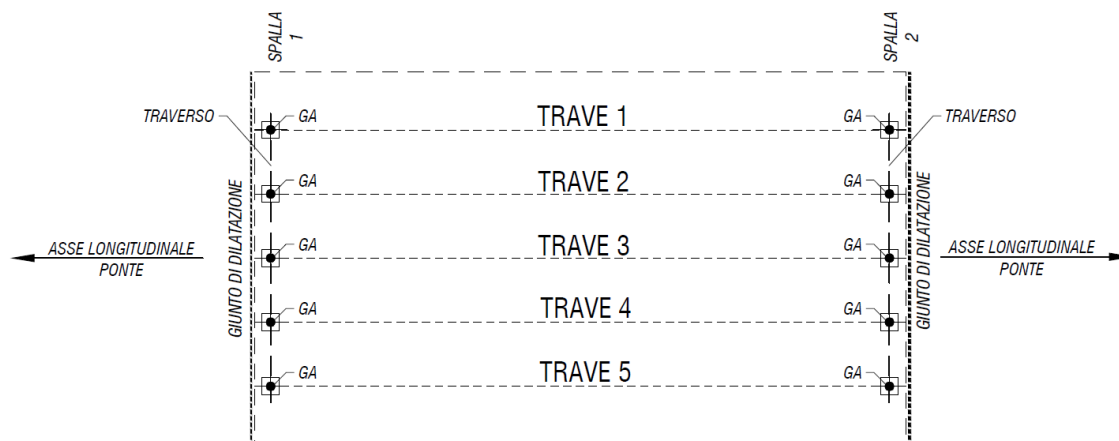 SPALLA
1
SPALLA
2
TRAVERSO
GA
TRAVE 1
GA
TRAVERSO
GA
TRAVE 2
GA
GIUNTO DI DILATAZIONE
GIUNTO DI DILATAZIONE
ASSE LONGITUDINALE
PONTE
GA
TRAVE 3
GA
ASSE LONGITUDINALE
PONTE
GA
TRAVE 4
GA
GA
TRAVE 5
GA